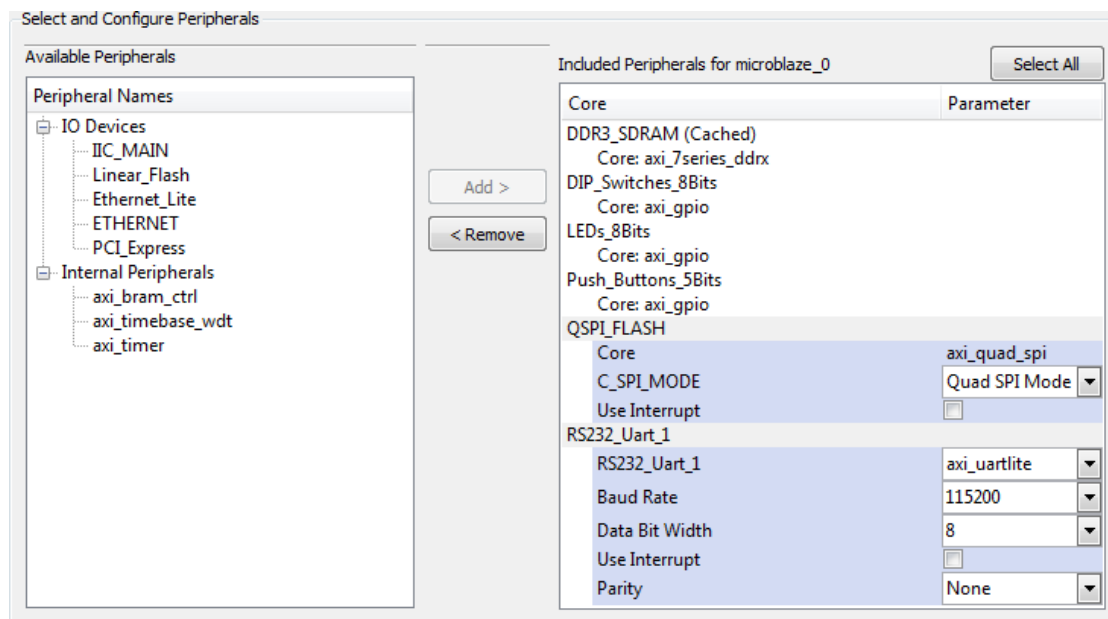 Select and Configure Peripherals
Available Peripherals
Peripheral Names
IO Devices
IIC_MAIN
Linear_Flash
Ethernet_Lite
ETHERNET
PCI_Express
Internal Peripherals
axi_bram_ctrl
axi_timebase_wdt
axi_timer
Add >
< Remove
Included Peripherals for microblaze_0
Select All
Core Parameter
DDR3_SDRAM (Cached)
Core: axi_7series_ddrx
DIP_Switches_8Bits
Core: axi_gpio
LEDs_8Bits
Core: axi_gpio
Push_Buttons_5Bits
Core: axi_gpio
QSPI_FLASH
Core axi_quad_spi
C_SPI_MODE Quad SPI Mode
Use Interrupt
RS232_Uart_1
RS232_Uart_1 axi_uartlite
Baud Rate 115200
Data Bit Width 8
Use Interrupt
Parity None